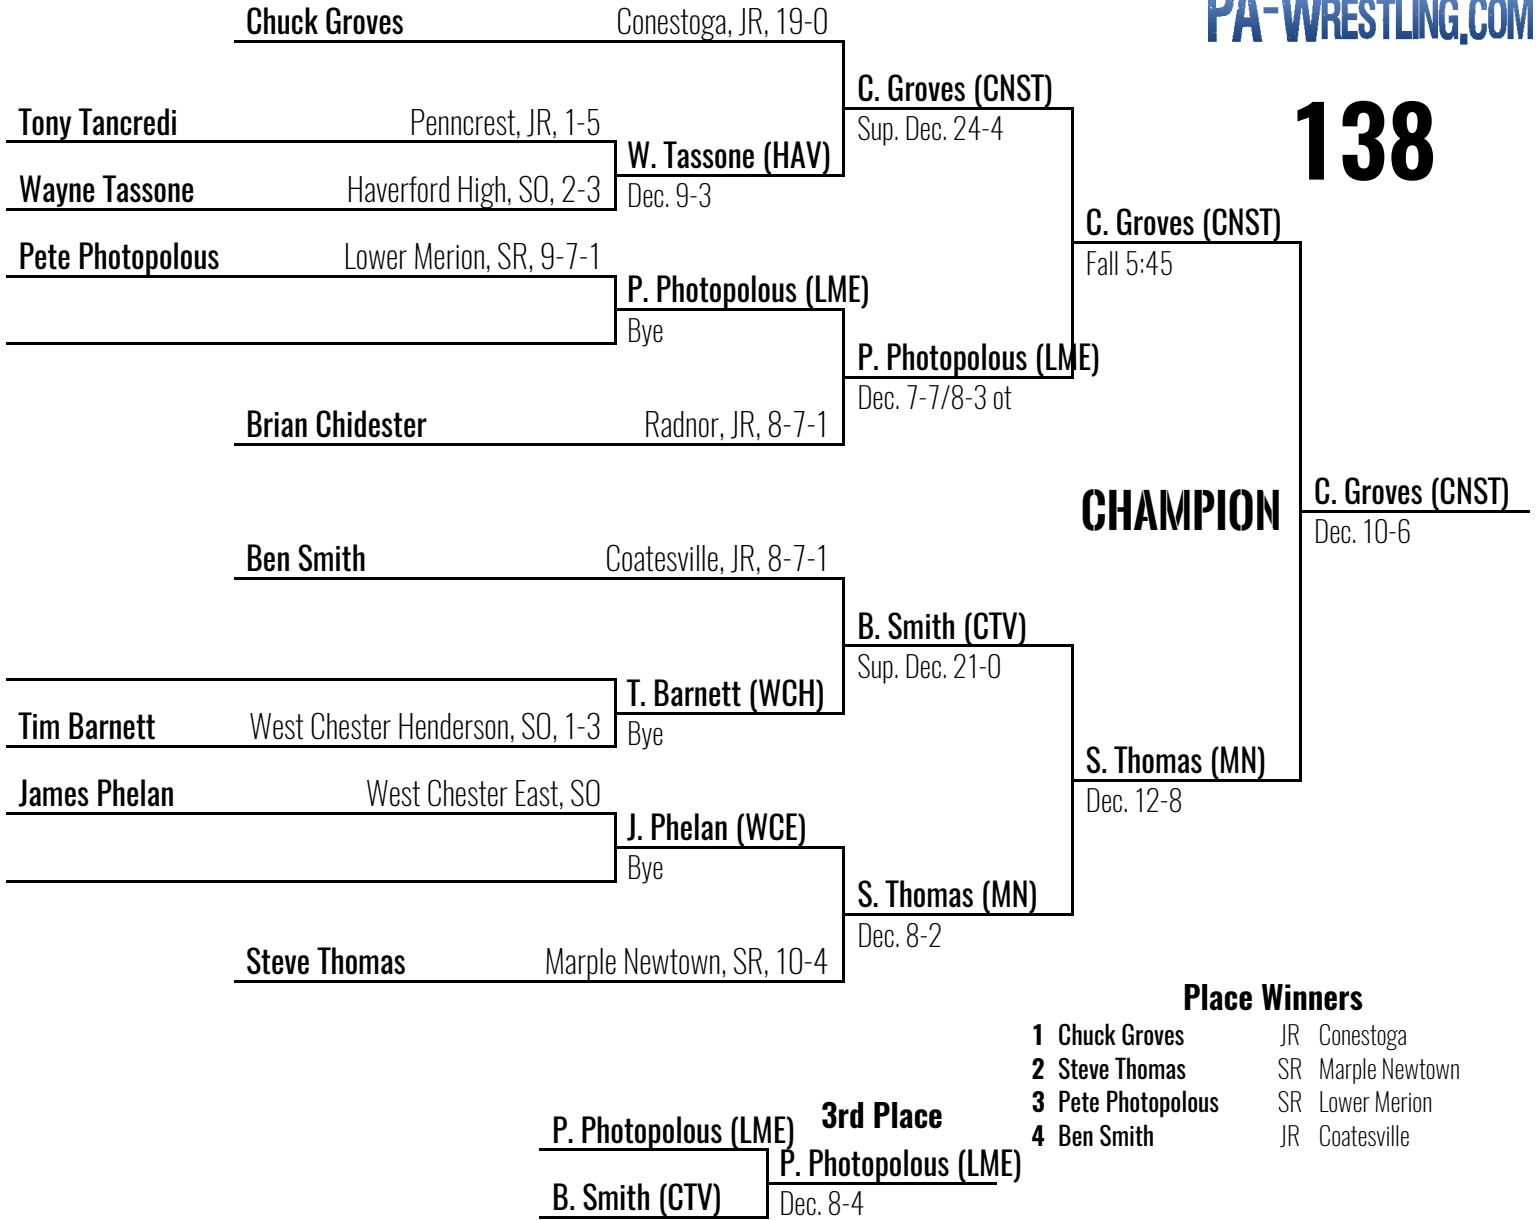 PA-WRESTLING.COM
138
Chuck Groves Conestoga, JR, 19-0
C. Groves (CNST)
Sup. Dec. 24-4
Tony Tancredi Penncrest, JR, 1-5
W. Tassone (HAV)
Dec. 9-3
Wayne Tassone Haverford High, SO, 2-3
C. Groves (CNST)
Fall 5:45
Pete Photopolous Lower Merion, SR, 9-7-1
P. Photopolous (LME)
Bye
P. Photopolous (LME)
Dec. 7-7/8-3 ot
Brian Chidester Radnor, JR, 8-7-1
CHAMPION
C. Groves (CNST)
Dec. 10-6
Ben Smith Coatesville, JR, 8-7-1
B. Smith (CTV)
Sup. Dec. 21-0
T. Barnett (WCH)
Bye
Tim Barnett West Chester Henderson, SO, 1-3
S. Thomas (MN)
Dec. 12-8
James Phelan West Chester East, SO
J. Phelan (WCE)
Bye
S. Thomas (MN)
Dec. 8-2
Steve Thomas Marple Newtown, SR, 10-4
Place Winners
1 Chuck Groves JR Conestoga
2 Steve Thomas SR Marple Newtown
3 Pete Photopolous SR Lower Merion
4 Ben Smith JR Coatesville
3rd Place
P. Photopolous (LME)
P. Photopolous (LME)
Dec. 8-4
B. Smith (CTV)